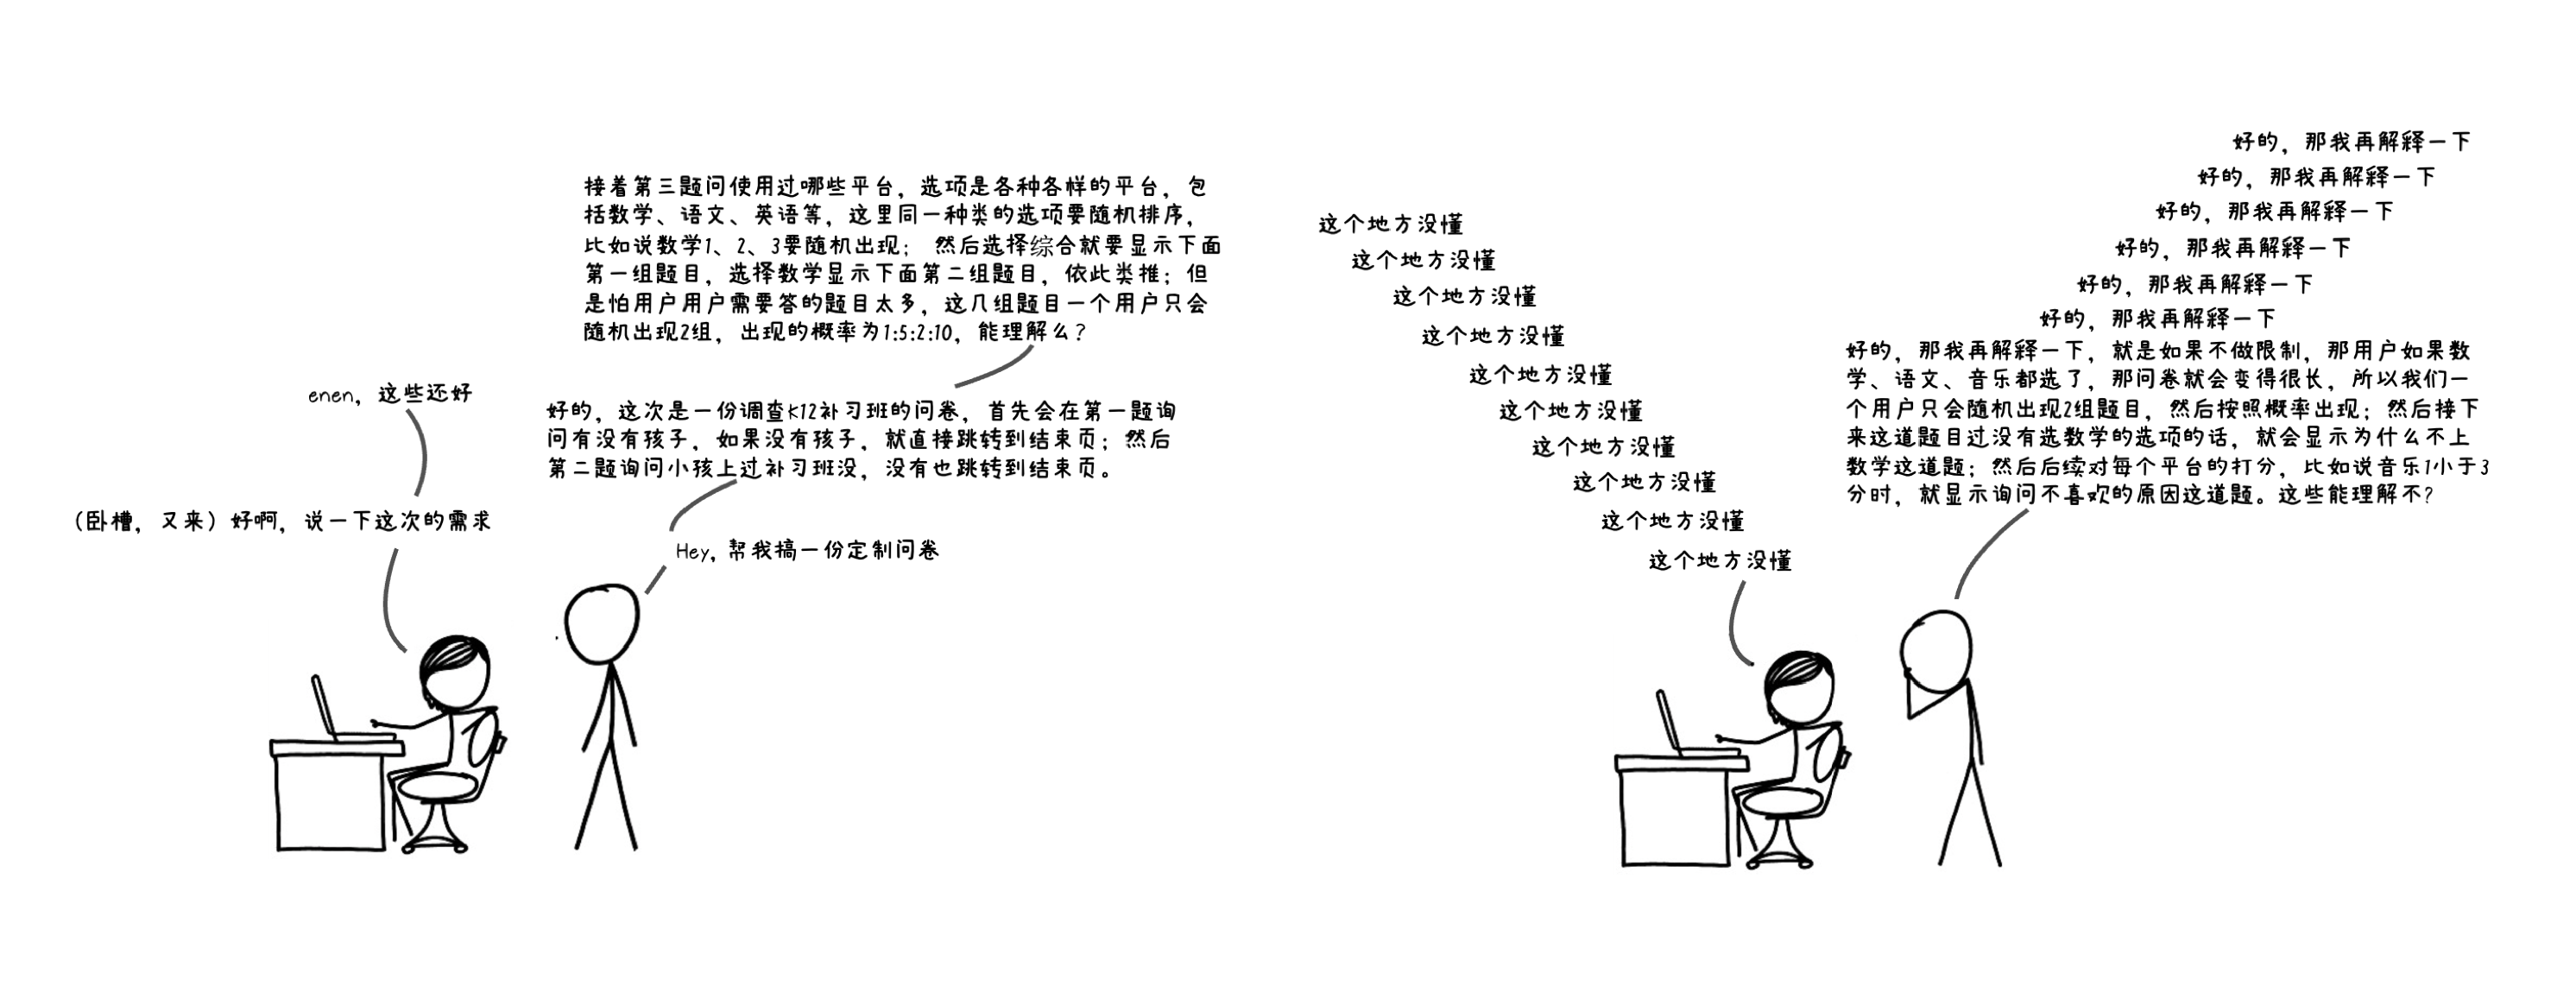 接着第三题问使用过哪些平台，选项是各种各样的平台，包
括数学、语文、英语等，这里同一种类的选项要随机排序，
比如说数学1、2、3要随机出现； 然后选择综合就要显示下面
第一组题目，选择数学显示下面第二组题目，依此类推；但
是怕用户用户需要答的题目太多，这几组题目一个用户只会
随机出现2组，出现的概率为1:5:2:10，能理解么？
enen，这些还好
好的，这次是一份调查K12补习班的问卷，首先会在第一题询
问有没有孩子，如果没有孩子，就直接跳转到结束页；然后
第二题询问小孩上过补习班没，没有也跳转到结束页。
（卧槽，又来）好啊，说一下这次的需求
Hey，帮我搞一份定制问卷
这个地方没懂
这个地方没懂
这个地方没懂
这个地方没懂
这个地方没懂
这个地方没懂
这个地方没懂
这个地方没懂
这个地方没懂
这个地方没懂
好的，那我再解释一下
好的，那我再解释一下
好的，那我再解释一下
好的，那我再解释一下
好的，那我再解释一下
好的，那我再解释一下
好的，那我再解释一下，就是如果不做限制，那用户如果数
学、语文、音乐都选了，那问卷就会变得很长，所以我们一
个用户只会随机出现2组题目，然后按照概率出现；然后接下
来这道题目过没有选数学的选项的话，就会显示为什么不上
数学这道题；然后后续对每个平台的打分，比如说音乐1小于3
分时，就显示询问不喜欢的原因这道题。这些能理解不？